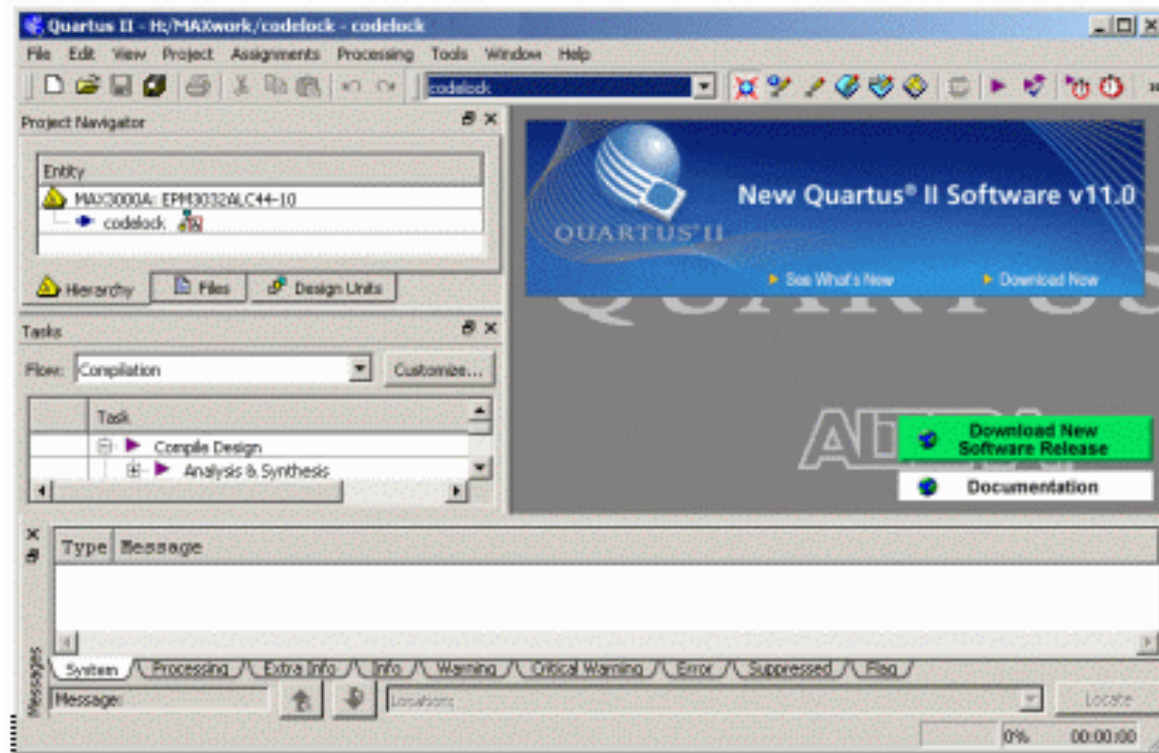 Quartus II - H:/MAXwork/codelock - codelock
File Edit View Project Assignments Processing Tools Window Help
codelock
Project Navigator
Entity
MAX3000A: EPM3032ALC44-10
codelock
Hierarchy Files Design Units
New Quartus® II Software v11.0
QUARTUS® II
See What's New Download Now
QUARTUS
Tasks
Flow: Compilation Customize...
Task
Compile Design
Analysis & Synthesis
Download New
Software Release
Documentation
Type Message
System Processing Extra Info Info Warning Critical Warning Error Suppressed Flag
Messages
Message: Location: Locate
0% 00:00:00